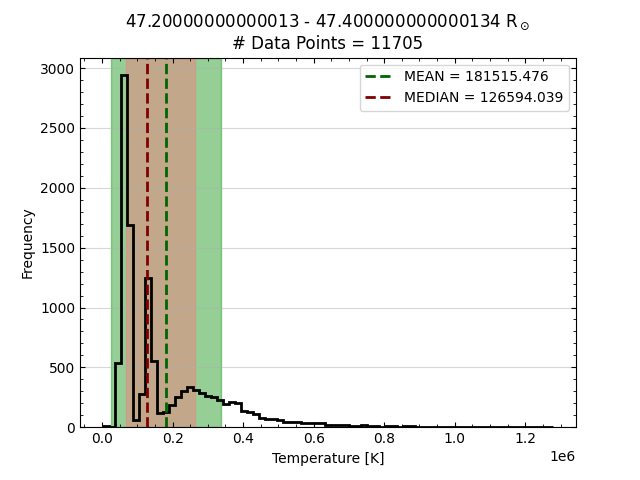 47.20000000000013 - 47.400000000000134 R⊙
# Data Points = 11705
MEAN = 181515.476
MEDIAN = 126594.039
3000
2500
2000
1500
1000
500
0
Frequency
0.0 0.2 0.4 0.6 0.8 1.0 1.2
1e6
Temperature [K]